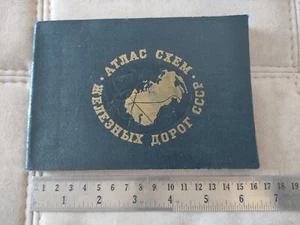 АТЛАС СХЕМ
ЖЕЛЕЗНЫХ ДОРОГ СССР
1 2 3 4 5 6 7 8 9 10 11 12 13 14 15 16 17 18 19
1 2 3 4 5 6 7